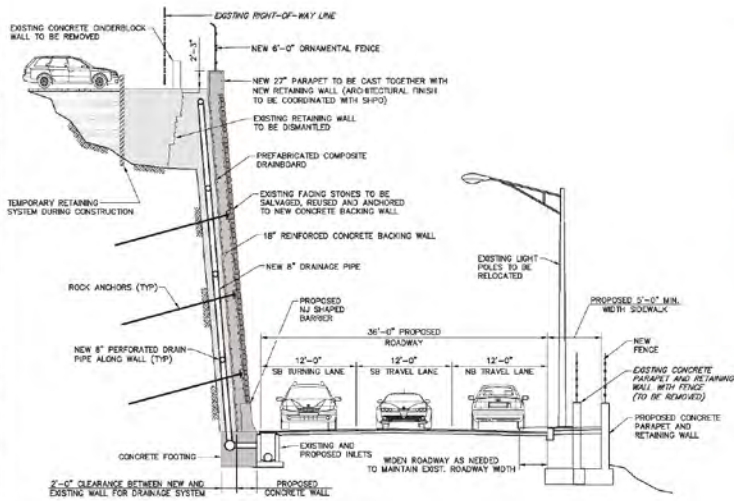 EXISTING RIGHT-OF-WAY LINE
EXISTING CONCRETE CINDERBLOCK
WALL TO BE REMOVED
2'-3"
NEW 6'-0" ORNAMENTAL FENCE
NEW 27" PARAPET TO BE CAST TOGETHER WITH
NEW RETAINING WALL (ARCHITECTURAL FINISH
TO BE COORDINATED WITH SHPO)
EXISTING RETAINING WALL
TO BE DISMANTLED
PREFABRICATED COMPOSITE
DRAINBOARD
TEMPORARY RETAINING
SYSTEM DURING CONSTRUCTION
EXISTING FACING STONES TO BE
SALVAGED, REUSED AND ANCHORED
TO NEW CONCRETE BACKING WALL
18" REINFORCED CONCRETE BACKING WALL
NEW 8" DRAINAGE PIPE
ROCK ANCHORS (TYP)
PROPOSED
NJ SHAPED
BARRIER
EXISTING LIGHT
POLES TO BE
RELOCATED
PROPOSED 5'-0" MIN.
WIDTH SIDEWALK
36'-0" PROPOSED
ROADWAY
NEW 8" PERFORATED DRAIN
PIPE ALONG WALL (TYP)
12'-0"
SB TURNING LANE
12'-0"
SB TRAVEL LANE
12'-0"
NB TRAVEL LANE
NEW
FENCE
EXISTING CONCRETE
PARAPET AND RETAINING
WALL WITH FENCE
(TO BE REMOVED)
PROPOSED CONCRETE
PARAPET AND
RETAINING WALL
CONCRETE FOOTING
EXISTING AND
PROPOSED INLETS
WIDEN ROADWAY AS NEEDED
TO MAINTAIN EXIST. ROADWAY WIDTH
2'-0" CLEARANCE BETWEEN NEW AND
EXISTING WALL FOR DRAINAGE SYSTEM
PROPOSED
CONCRETE WALL